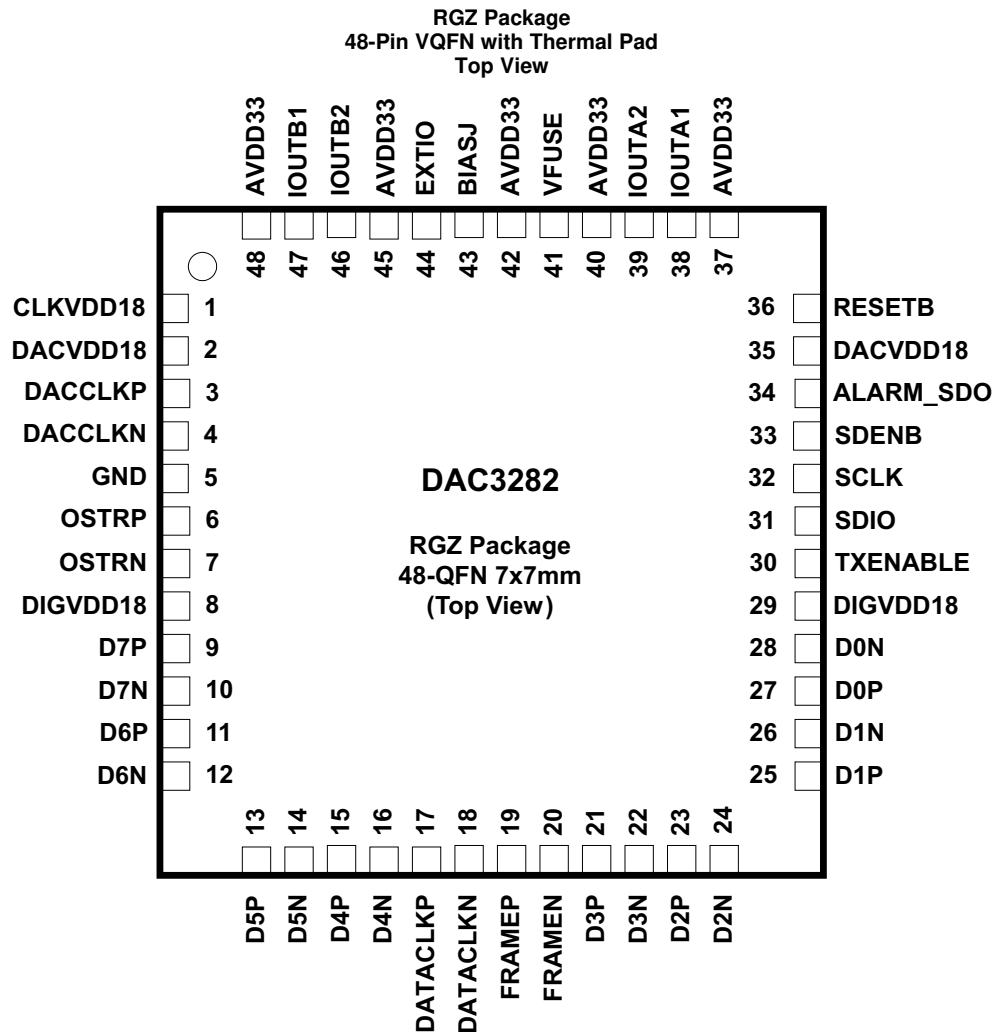 RGZ Package
48-Pin VQFN with Thermal Pad
Top View
AVDD33
IOUTB1
IOUTB2
AVDD33
EXTIO
BIASJ
AVDD33
VFUSE
AVDD33
IOUTA2
IOUTA1
AVDD33
48
47
46
45
44
43
42
41
40
39
38
37
CLKVDD18 1
DACVDD18 2
DACCLKP 3
DACCLKN 4
GND 5
OSTRP 6
OSTRN 7
DIGVDD18 8
D7P 9
D7N 10
D6P 11
D6N 12
DAC3282
RGZ Package
48-QFN 7x7mm
(Top View)
36 RESETB
35 DACVDD18
34 ALARM_SDO
33 SDENB
32 SCLK
31 SDIO
30 TXENABLE
29 DIGVDD18
28 D0N
27 D0P
26 D1N
25 D1P
13
14
15
16
17
18
19
20
21
22
23
24
D5P
D5N
D4P
D4N
DATACLKP
DATACLKN
FRAMEP
FRAMEN
D3P
D3N
D2P
D2N